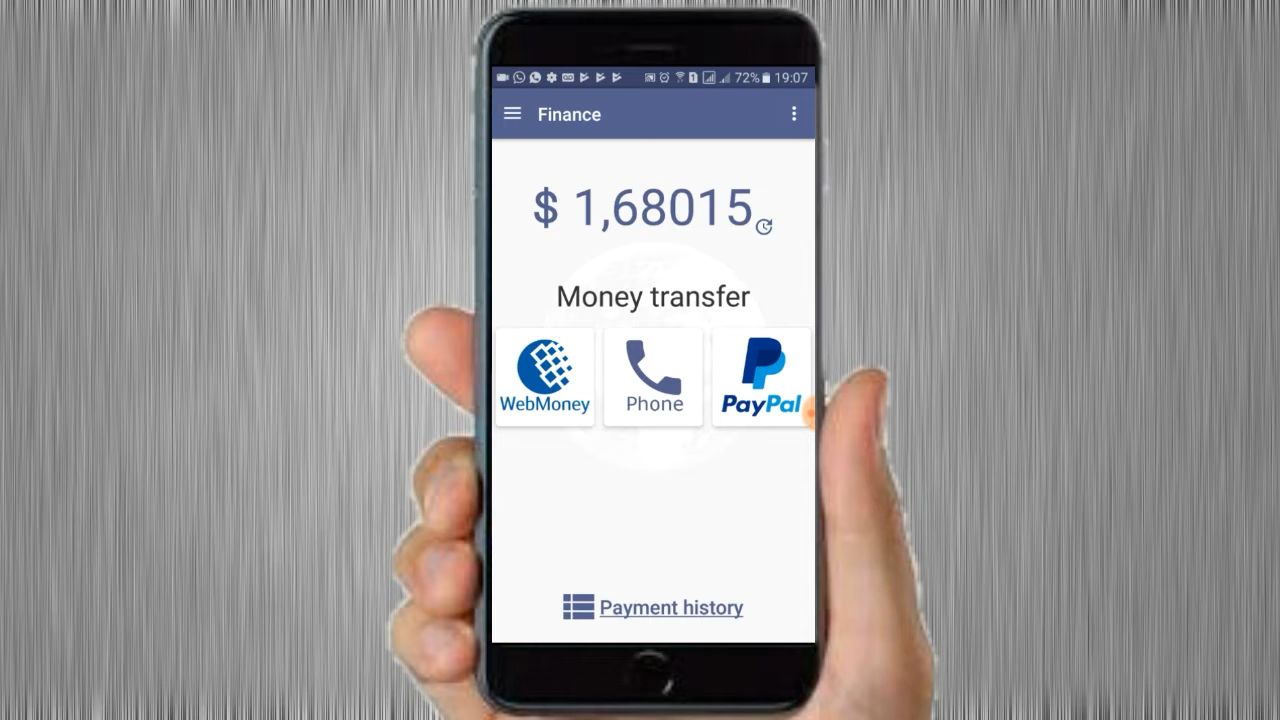 72% 19:07
Finance
$ 1,68015
Money transfer
WebMoney Phone PayPal
Payment history